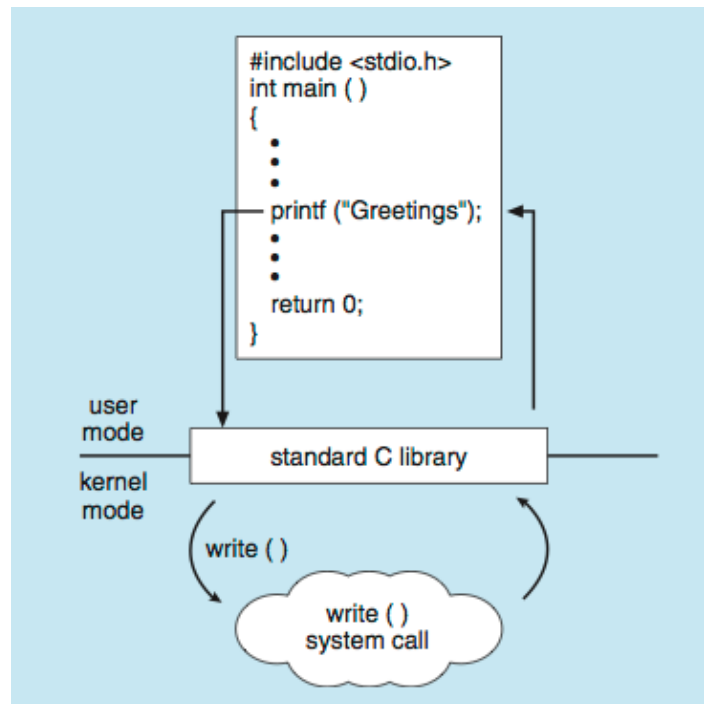 #include <stdio.h>
int main ( )
{
•
•
•
printf ("Greetings");
•
•
•
return 0;
}
user
mode
standard C library
kernel
mode
write ( )
write ( )
system call